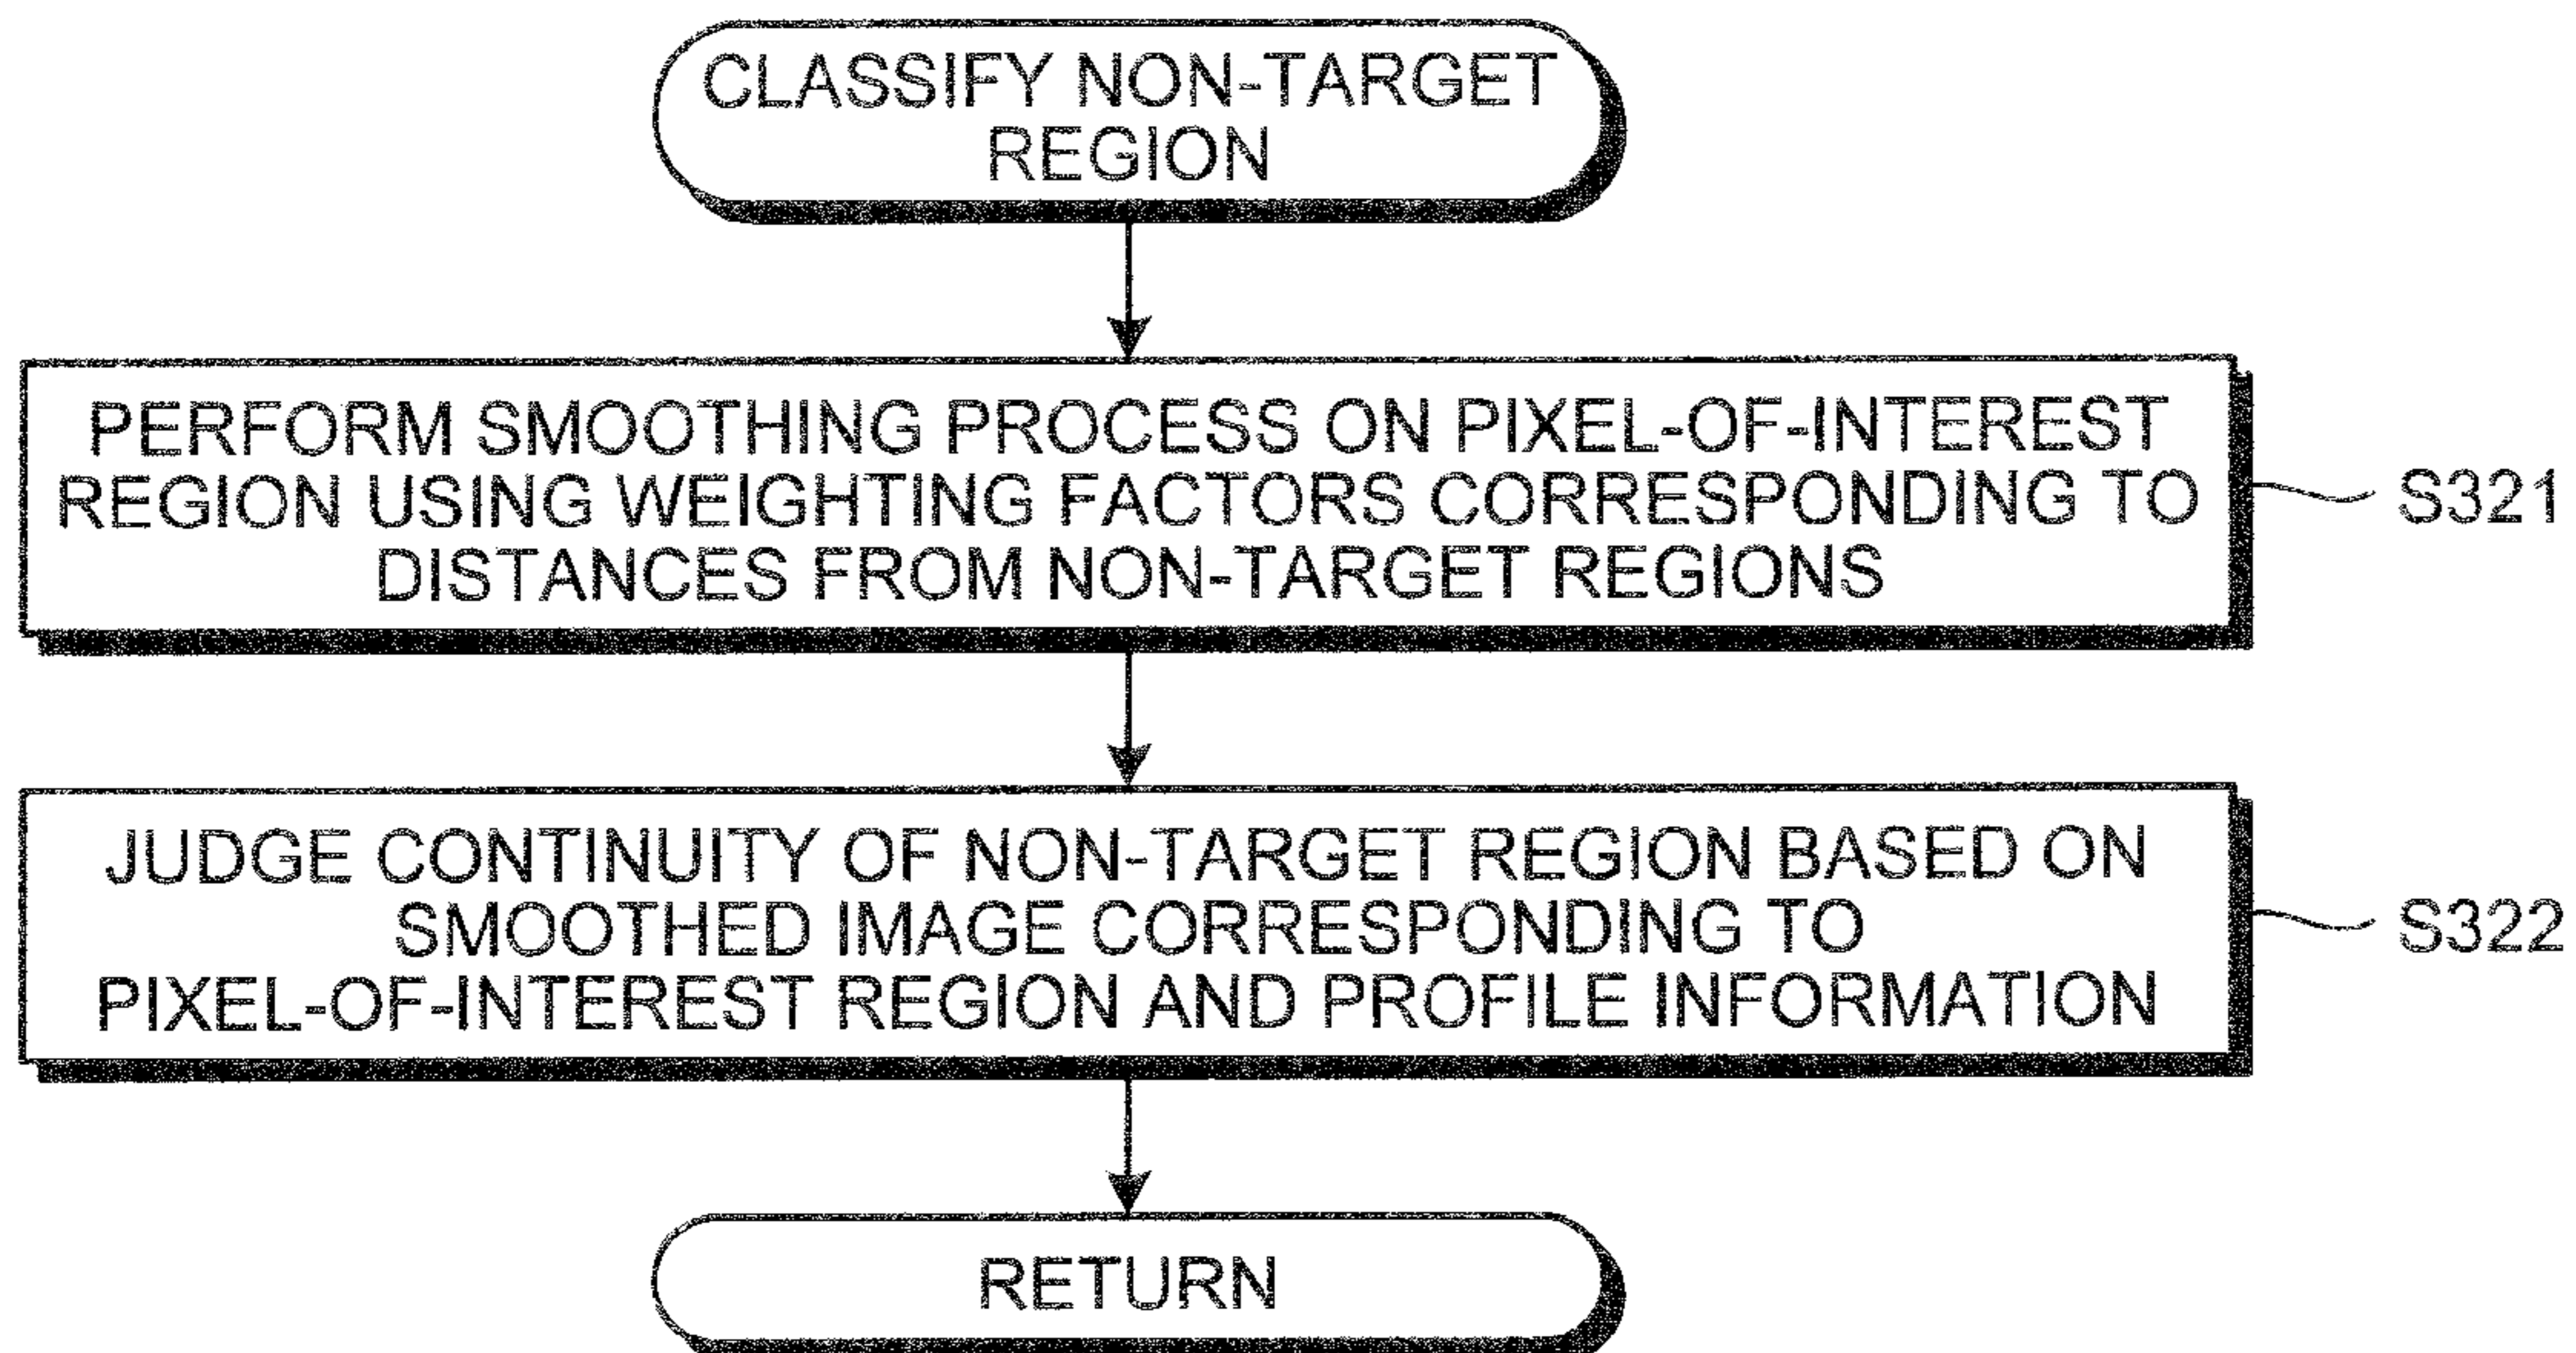 CLASSIFY NON-TARGET
REGION
PERFORM SMOOTHING PROCESS ON PIXEL-OF-INTEREST
REGION USING WEIGHTING FACTORS CORRESPONDING TO
DISTANCES FROM NON-TARGET REGIONS
S321
JUDGE CONTINUITY OF NON-TARGET REGION BASED ON
SMOOTHED IMAGE CORRESPONDING TO
PIXEL-OF-INTEREST REGION AND PROFILE INFORMATION
S322
RETURN